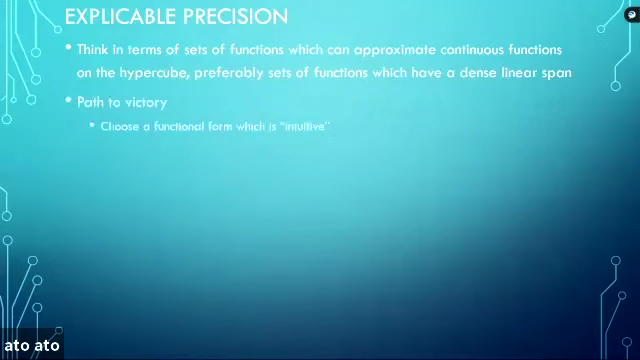 EXPLICABLE PRECISION
• Think in terms of sets of functions which can approximate continuous functions
on the hypercube, preferably sets of functions which have a dense linear span
• Path to victory
• Choose a functional form which is "intuitive"
ato ato